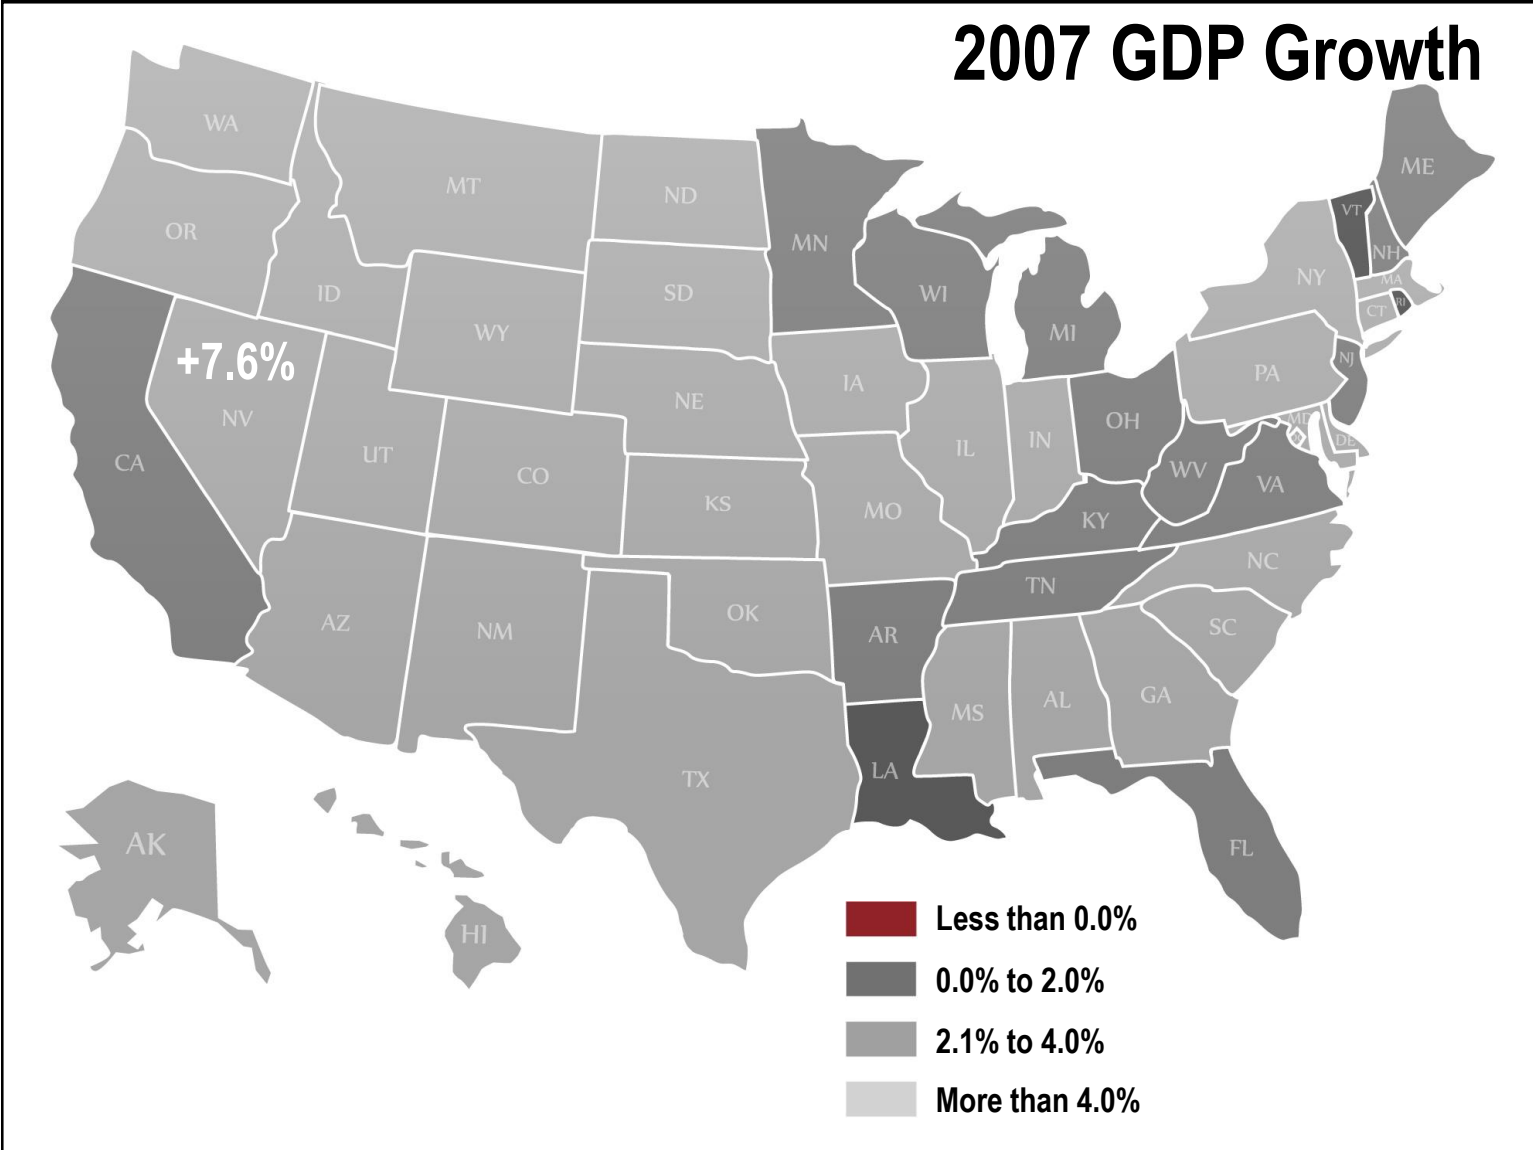 2007 GDP Growth
WA
MT
ND
MN
ME
VT
NH
OR
ID
SD
WI
MI
NY
MA
CT
RI
WY
+7.6%
NV
CA
UT
CO
NE
KS
IA
IL
IN
OH
PA
NJ
MD
DE
MO
KY
WV
VA
AZ
NM
OK
AR
TN
NC
SC
TX
LA
MS
AL
GA
FL
AK
HI
Less than 0.0%
0.0% to 2.0%
2.1% to 4.0%
More than 4.0%